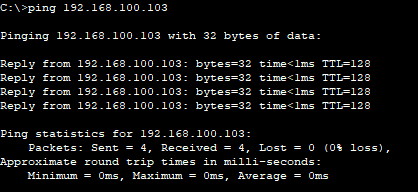 C:\>ping 192.168.100.103
Pinging 192.168.100.103 with 32 bytes of data:
Reply from 192.168.100.103: bytes=32 time<1ms TTL=128
Reply from 192.168.100.103: bytes=32 time<1ms TTL=128
Reply from 192.168.100.103: bytes=32 time<1ms TTL=128
Reply from 192.168.100.103: bytes=32 time<1ms TTL=128
Ping statistics for 192.168.100.103:
Packets: Sent = 4, Received = 4, Lost = 0 (0% loss),
Approximate round trip times in milli-seconds:
Minimum = 0ms, Maximum = 0ms, Average = 0ms